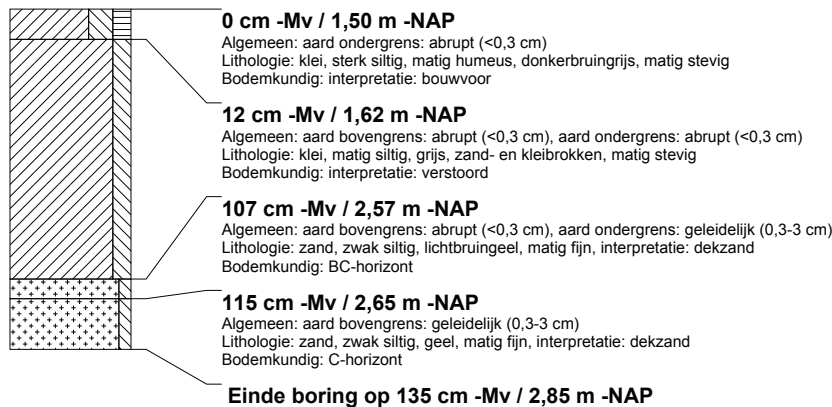 0 cm -Mv / 1,50 m -NAP
Algemeen: aard ondergrens: abrupt (<0,3 cm)
Lithologie: klei, sterk siltig, matig humeus, donkerbruingrijs, matig stevig
Bodemkundig: interpretatie: bouwvoor
12 cm -Mv / 1,62 m -NAP
Algemeen: aard bovengrens: abrupt (<0,3 cm), aard ondergrens: abrupt (<0,3 cm)
Lithologie: klei, matig siltig, grijs, zand- en kleibrokken, matig stevig
Bodemkundig: interpretatie: verstoord
107 cm -Mv / 2,57 m -NAP
Algemeen: aard bovengrens: abrupt (<0,3 cm), aard ondergrens: geleidelijk (0,3-3 cm)
Lithologie: zand, zwak siltig, lichtbruingeel, matig fijn, interpretatie: dekzand
Bodemkundig: BC-horizont
115 cm -Mv / 2,65 m -NAP
Algemeen: aard bovengrens: geleidelijk (0,3-3 cm)
Lithologie: zand, zwak siltig, geel, matig fijn, interpretatie: dekzand
Bodemkundig: C-horizont
Einde boring op 135 cm -Mv / 2,85 m -NAP